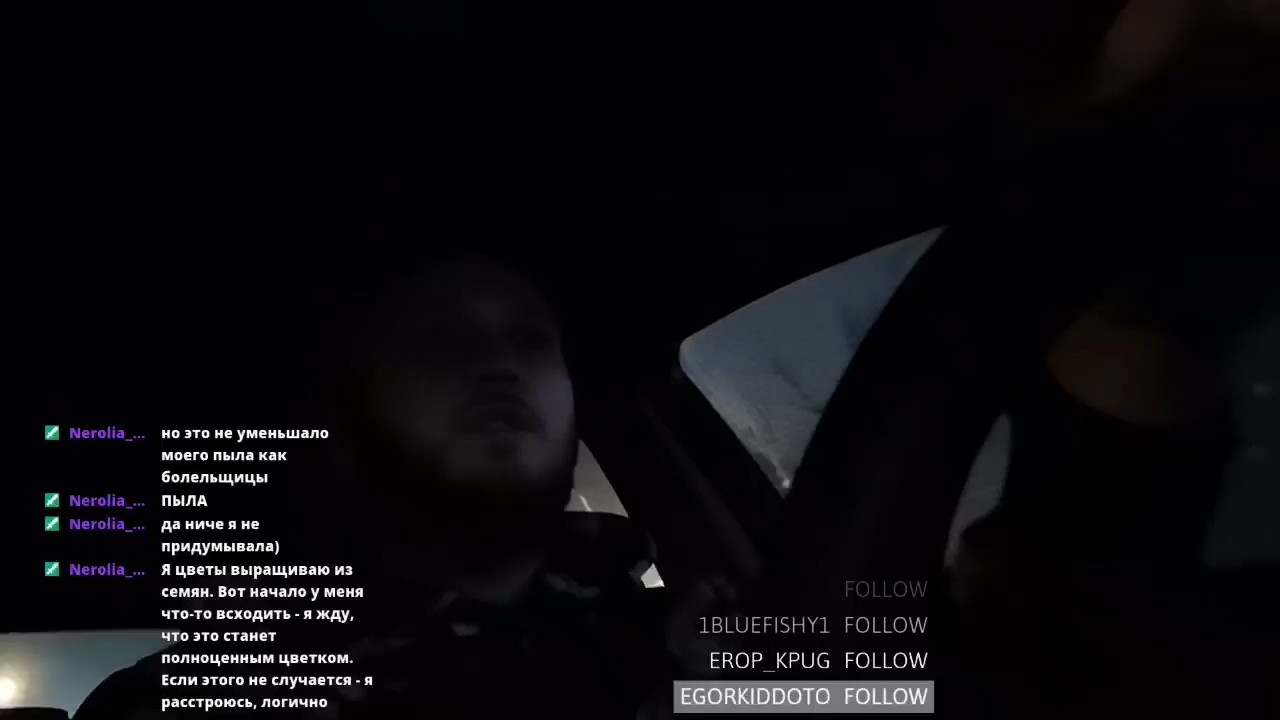 Nerolia_... но это не уменьшало
моего пыла как
болельщицы
Nerolia_... ПЫЛА
Nerolia_... да ниче я не
придумывала)
Nerolia_... Я цветы выращиваю из
семян. Вот начало у меня
что-то всходить - я жду,
что это станет
полноценным цветком.
Если этого не случается - я
расстроюсь, логично
FOLLOW
1BLUEFISHY1 FOLLOW
EROP_KPUG FOLLOW
EGORKIDDOTO FOLLOW